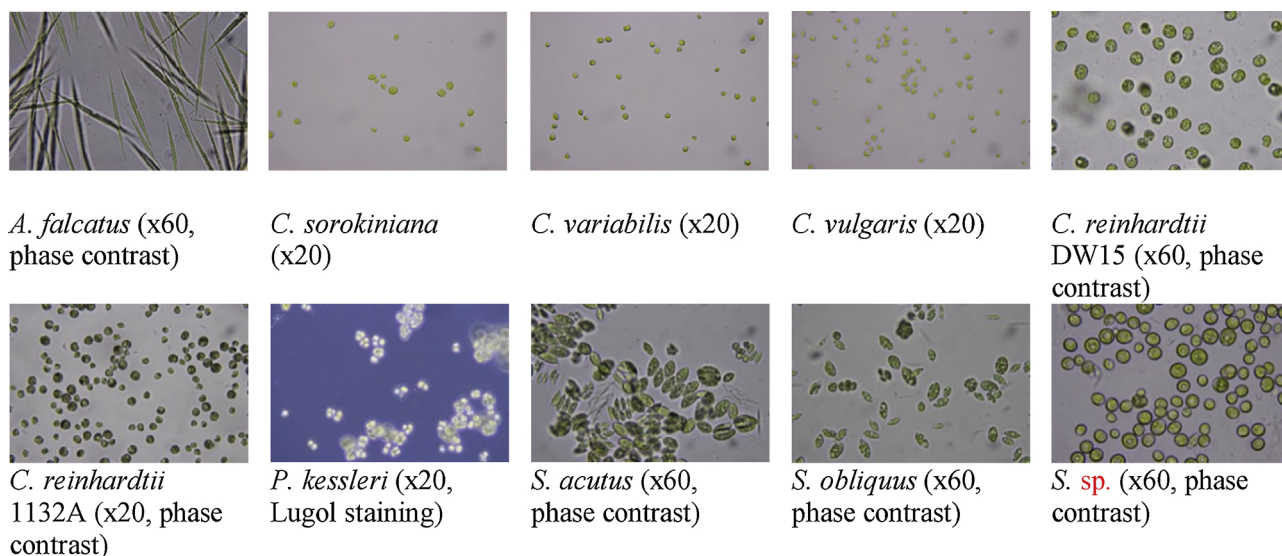 A. falcatus (x60,
phase contrast)
C. sorokiniana
(x20)
C. variabilis (x20)
C. vulgaris (x20)
C. reinhardtii
DW15 (x60, phase
contrast)
C. reinhardtii
1132A (x20, phase
contrast)
P. kessleri (x20,
Lugol staining)
S. acutus (x60,
phase contrast)
S. obliquus (x60,
phase contrast)
S. sp. (x60, phase
contrast)